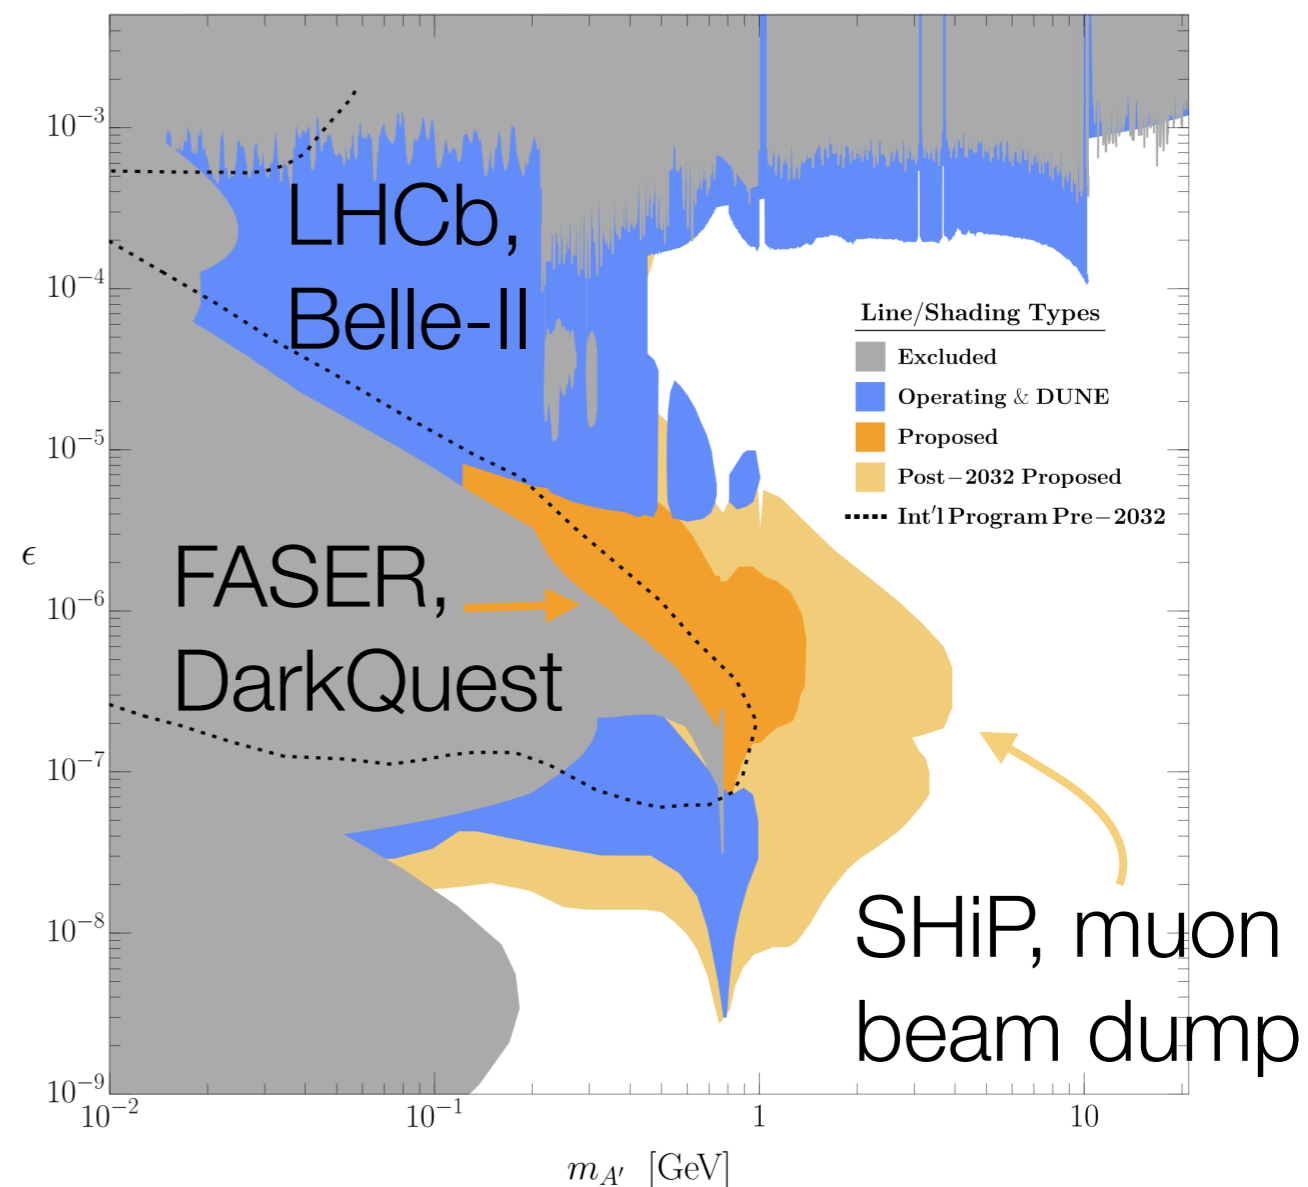 10⁻³
LHCb,
Belle-II
10⁻⁴
Line/Shading Types
Excluded
Operating & DUNE
Proposed
Post−2032 Proposed
Int'l Program Pre−2032
10⁻⁵
ϵ
FASER,
DarkQuest
10⁻⁶
10⁻⁷
SHiP, muon
beam dump
10⁻⁸
10⁻⁹
10⁻² 10⁻¹ 1 10
m_A′ [GeV]